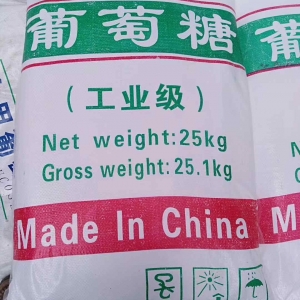 葡萄糖
（工业级）
Net weight:25kg
Gross weight:25.1kg
Made In China